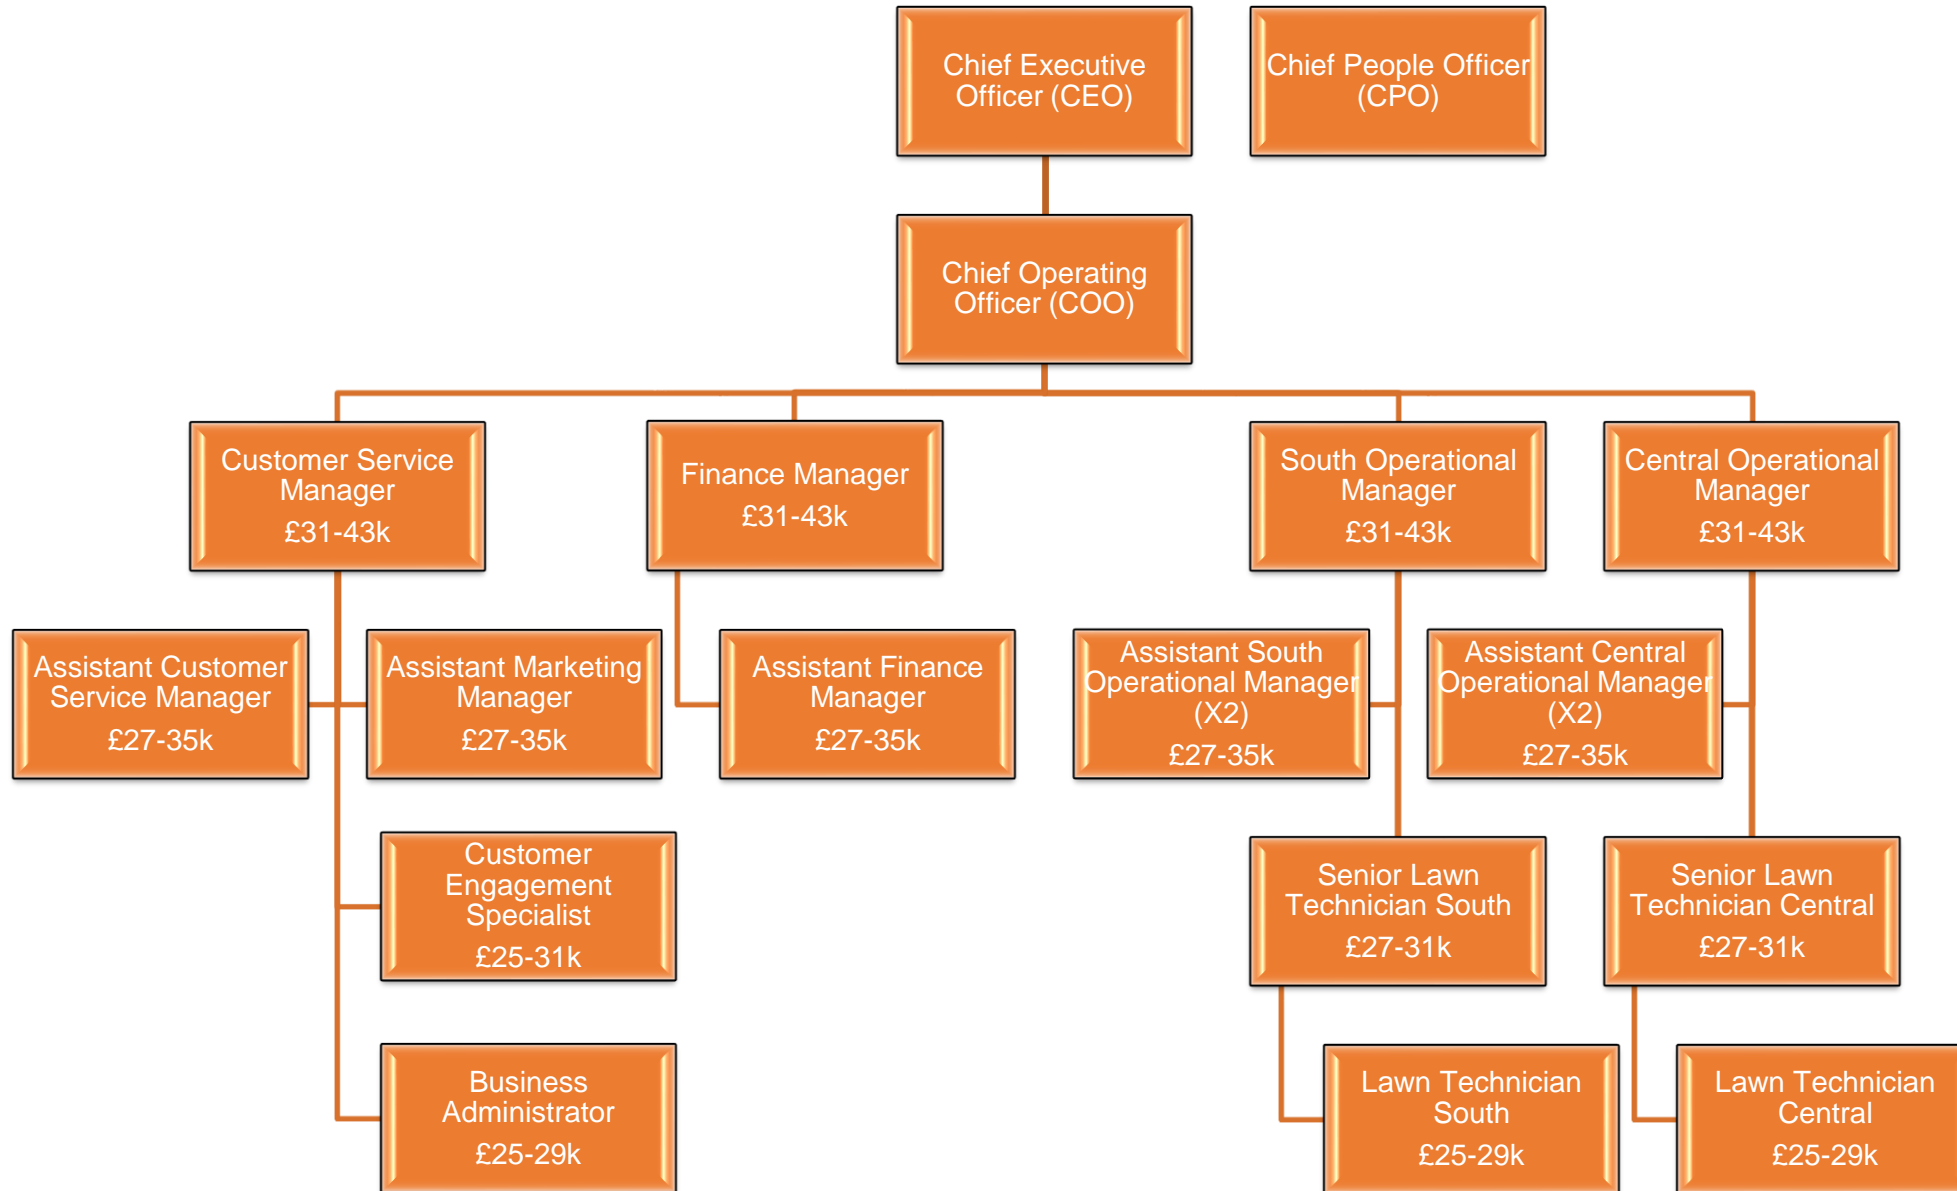 Chief Executive
Officer (CEO)
Chief People Officer
(CPO)
Chief Operating
Officer (COO)
Customer Service
Manager
£31-43k
Finance Manager
£31-43k
South Operational
Manager
£31-43k
Central Operational
Manager
£31-43k
Assistant Customer
Service Manager
£27-35k
Assistant Marketing
Manager
£27-35k
Assistant Finance
Manager
£27-35k
Assistant South
Operational Manager
(X2)
£27-35k
Assistant Central
Operational Manager
(X2)
£27-35k
Customer
Engagement
Specialist
£25-31k
Senior Lawn
Technician South
£27-31k
Senior Lawn
Technician Central
£27-31k
Business
Administrator
£25-29k
Lawn Technician
South
£25-29k
Lawn Technician
Central
£25-29k